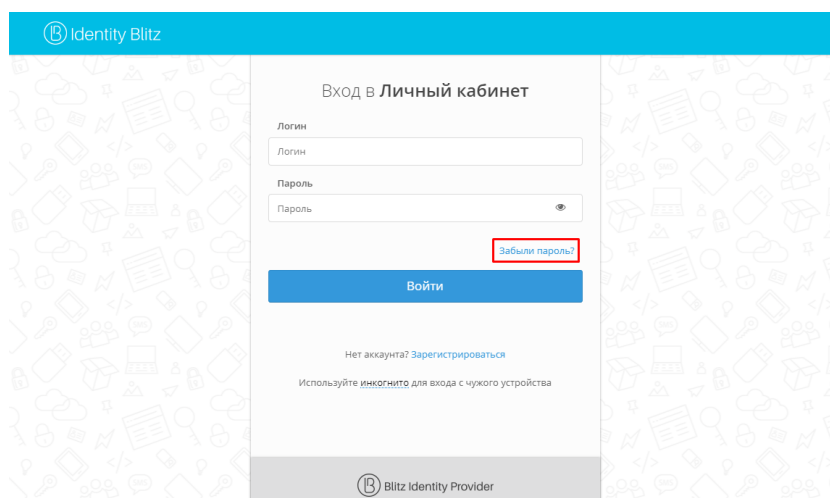 Identity Blitz
Вход в Личный кабинет
Логин
Логин
Пароль
Пароль
Забыли пароль?
Войти
Нет аккаунта? Зарегистрироваться
Используйте инкогнито для входа с чужого устройства
Blitz Identity Provider